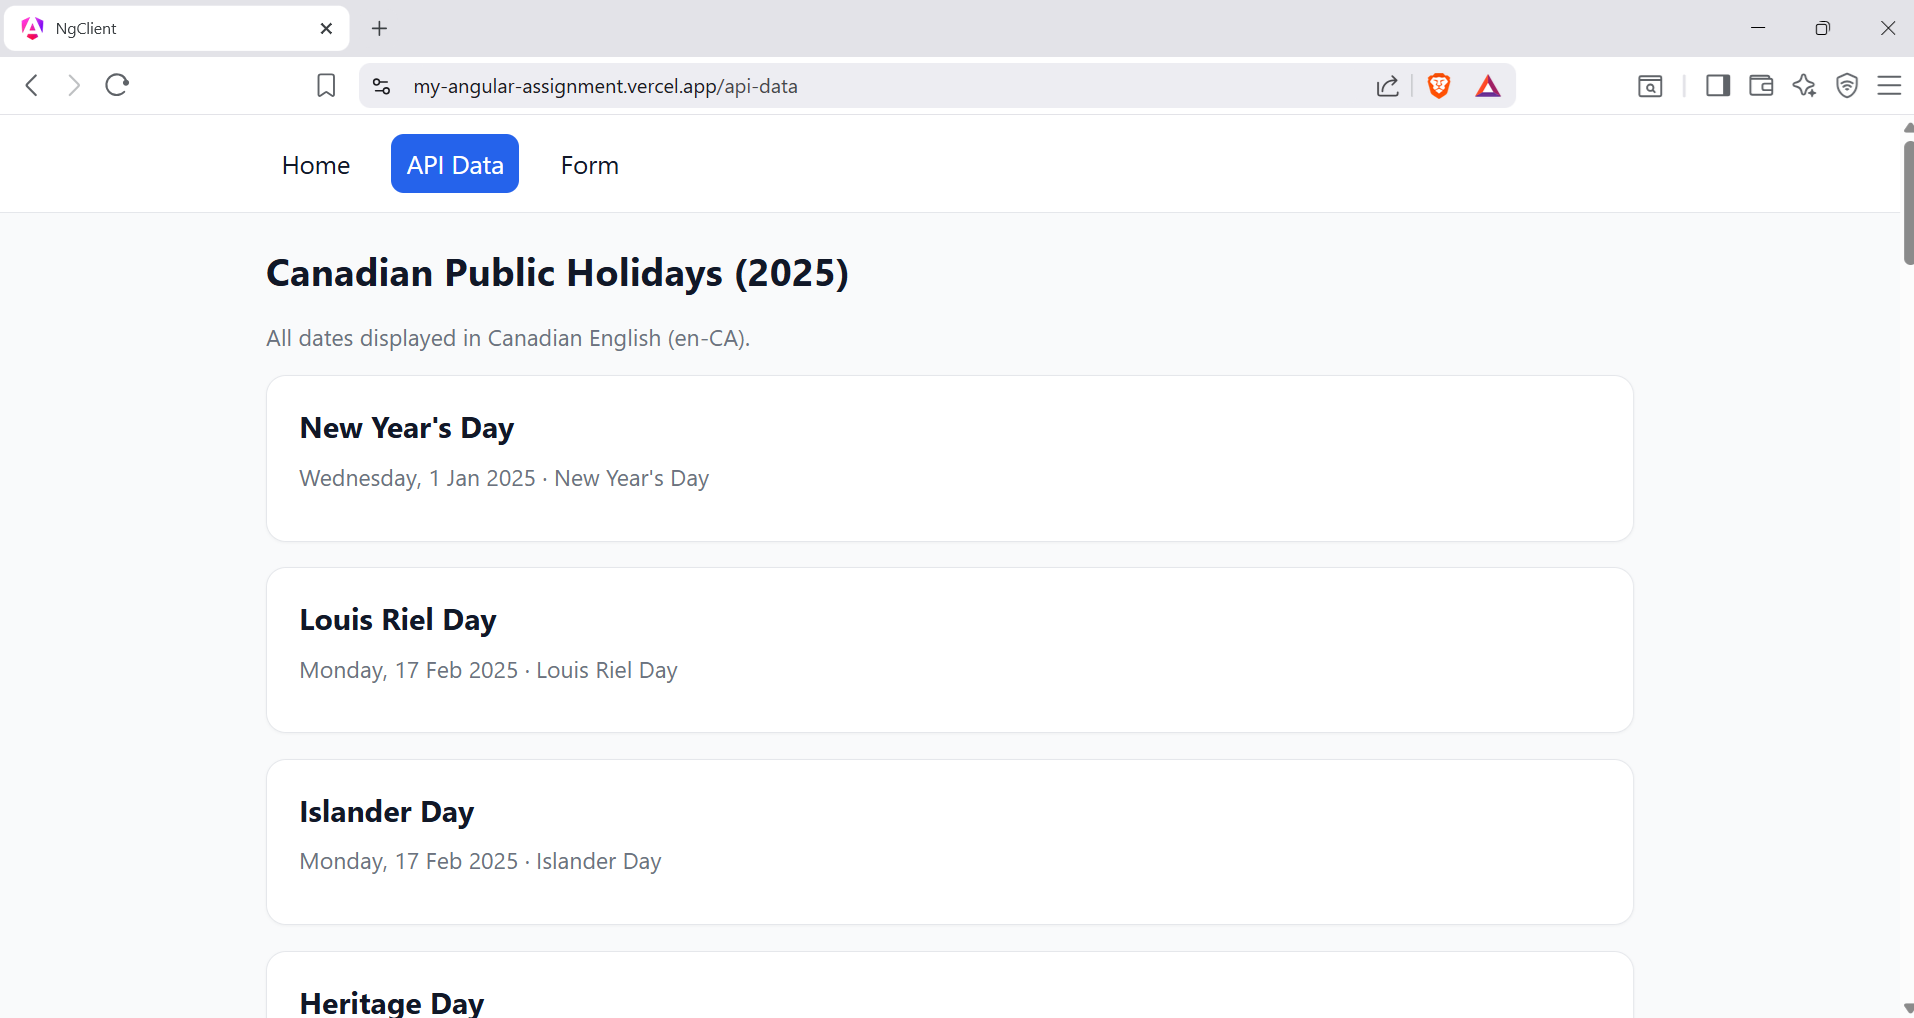 NgClient
my-angular-assignment.vercel.app/api-data
Home
API Data
Form
Canadian Public Holidays (2025)
All dates displayed in Canadian English (en-CA).
New Year's Day
Wednesday, 1 Jan 2025 · New Year's Day
Louis Riel Day
Monday, 17 Feb 2025 · Louis Riel Day
Islander Day
Monday, 17 Feb 2025 · Islander Day
Heritage Day